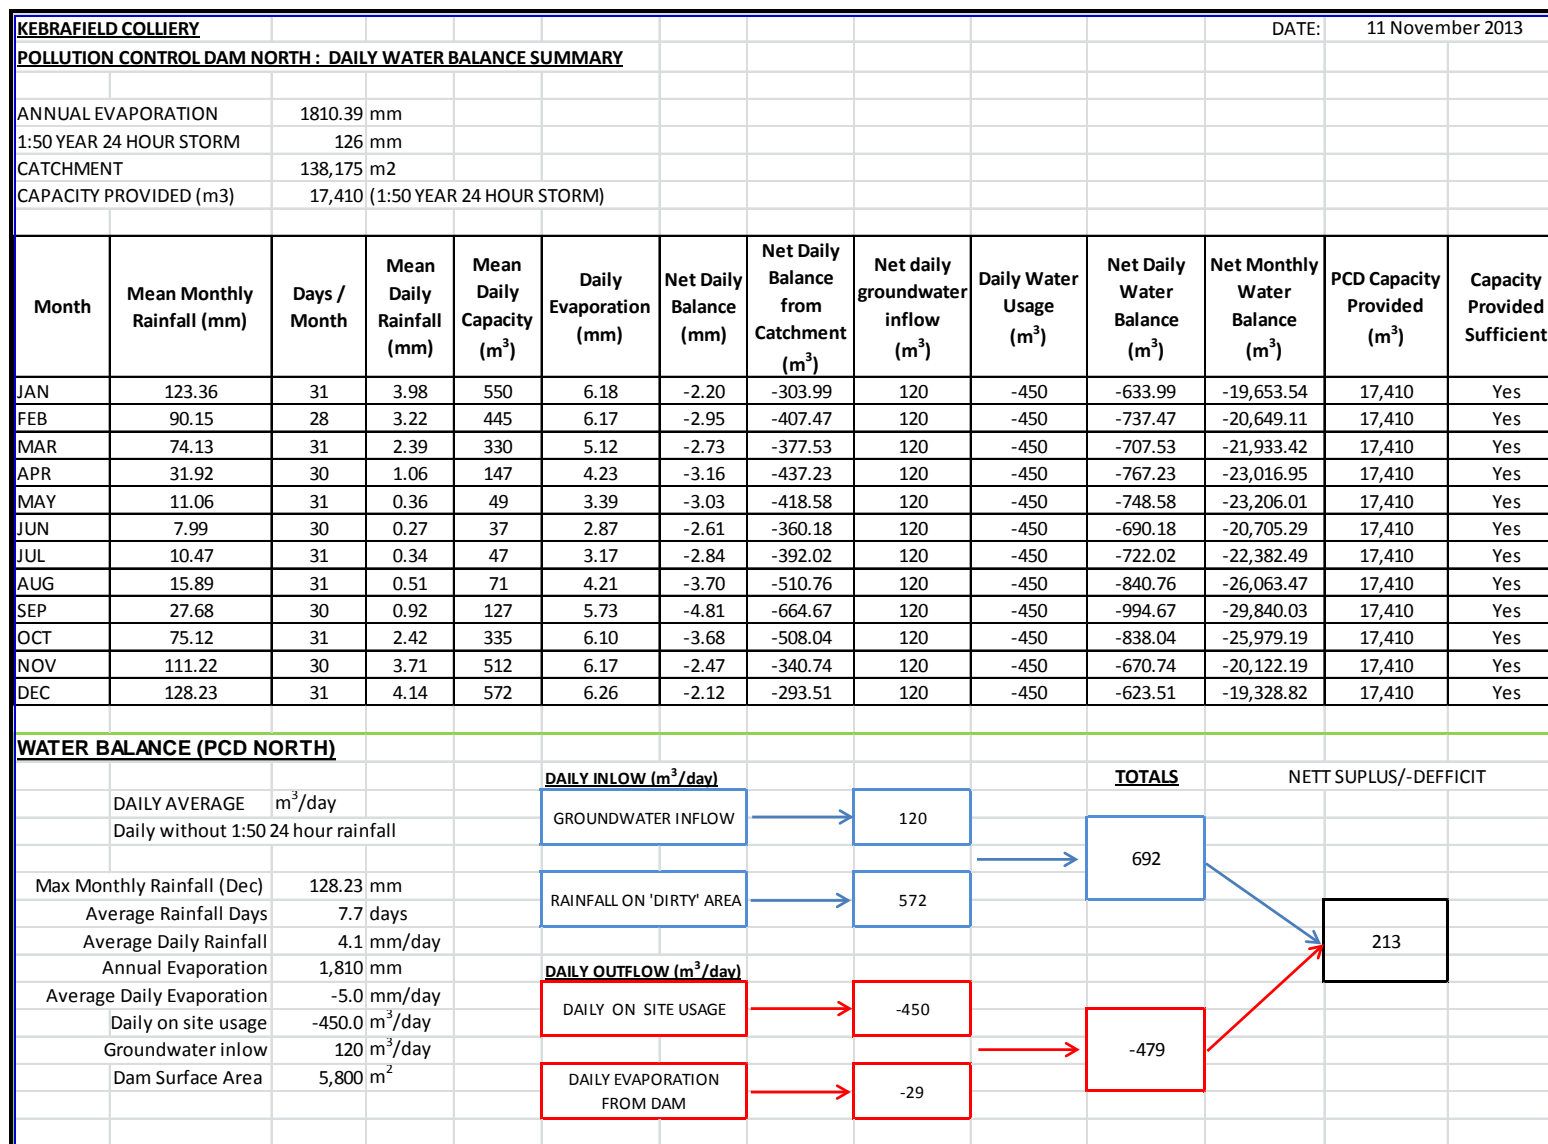 KEBRAFIELD COLLIERY DATE: 11 November 2013
POLLUTION CONTROL DAM NORTH : DAILY WATER BALANCE SUMMARY
ANNUAL EVAPORATION 1810.39 mm
1:50 YEAR 24 HOUR STORM 126 mm
CATCHMENT 138,175 m2
CAPACITY PROVIDED (m3) 17,410 (1:50 YEAR 24 HOUR STORM)
Month Mean Monthly Rainfall (mm) Days / Month Mean Daily Rainfall (mm) Mean Daily Capacity (m³) Daily Evaporation (mm) Net Daily Balance (mm) Net Daily Balance from Catchment (m³) Net daily groundwater inflow (m³) Daily Water Usage (m³) Net Daily Water Balance (m³) Net Monthly Water Balance (m³) PCD Capacity Provided (m³) Capacity Provided Sufficient
JAN 123.36 31 3.98 550 6.18 -2.20 -303.99 120 -450 -633.99 -19,653.54 17,410 Yes
FEB 90.15 28 3.22 445 6.17 -2.95 -407.47 120 -450 -737.47 -20,649.11 17,410 Yes
MAR 74.13 31 2.39 330 5.12 -2.73 -377.53 120 -450 -707.53 -21,933.42 17,410 Yes
APR 31.92 30 1.06 147 4.23 -3.16 -437.23 120 -450 -767.23 -23,016.95 17,410 Yes
MAY 11.06 31 0.36 49 3.39 -3.03 -418.58 120 -450 -748.58 -23,206.01 17,410 Yes
JUN 7.99 30 0.27 37 2.87 -2.61 -360.18 120 -450 -690.18 -20,705.29 17,410 Yes
JUL 10.47 31 0.34 47 3.17 -2.84 -392.02 120 -450 -722.02 -22,382.49 17,410 Yes
AUG 15.89 31 0.51 71 4.21 -3.70 -510.76 120 -450 -840.76 -26,063.47 17,410 Yes
SEP 27.68 30 0.92 127 5.73 -4.81 -664.67 120 -450 -994.67 -29,840.03 17,410 Yes
OCT 75.12 31 2.42 335 6.10 -3.68 -508.04 120 -450 -838.04 -25,979.19 17,410 Yes
NOV 111.22 30 3.71 512 6.17 -2.47 -340.74 120 -450 -670.74 -20,122.19 17,410 Yes
DEC 128.23 31 4.14 572 6.26 -2.12 -293.51 120 -450 -623.51 -19,328.82 17,410 Yes
WATER BALANCE (PCD NORTH)
DAILY INLOW (m³/day) TOTALS NETT SUPLUS/-DEFFICIT
DAILY AVERAGE m³/day
GROUNDWATER INFLOW 120
Daily without 1:50 24 hour rainfall
692
Max Monthly Rainfall (Dec) 128.23 mm
RAINFALL ON 'DIRTY' AREA 572
Average Rainfall Days 7.7 days
Average Daily Rainfall 4.1 mm/day
213
Annual Evaporation 1,810 mm
DAILY OUTFLOW (m³/day)
Average Daily Evaporation -5.0 mm/day
DAILY ON SITE USAGE -450
Daily on site usage -450.0 m³/day
Groundwater inlow 120 m³/day
-479
Dam Surface Area 5,800 m²
DAILY EVAPORATION
FROM DAM
-29